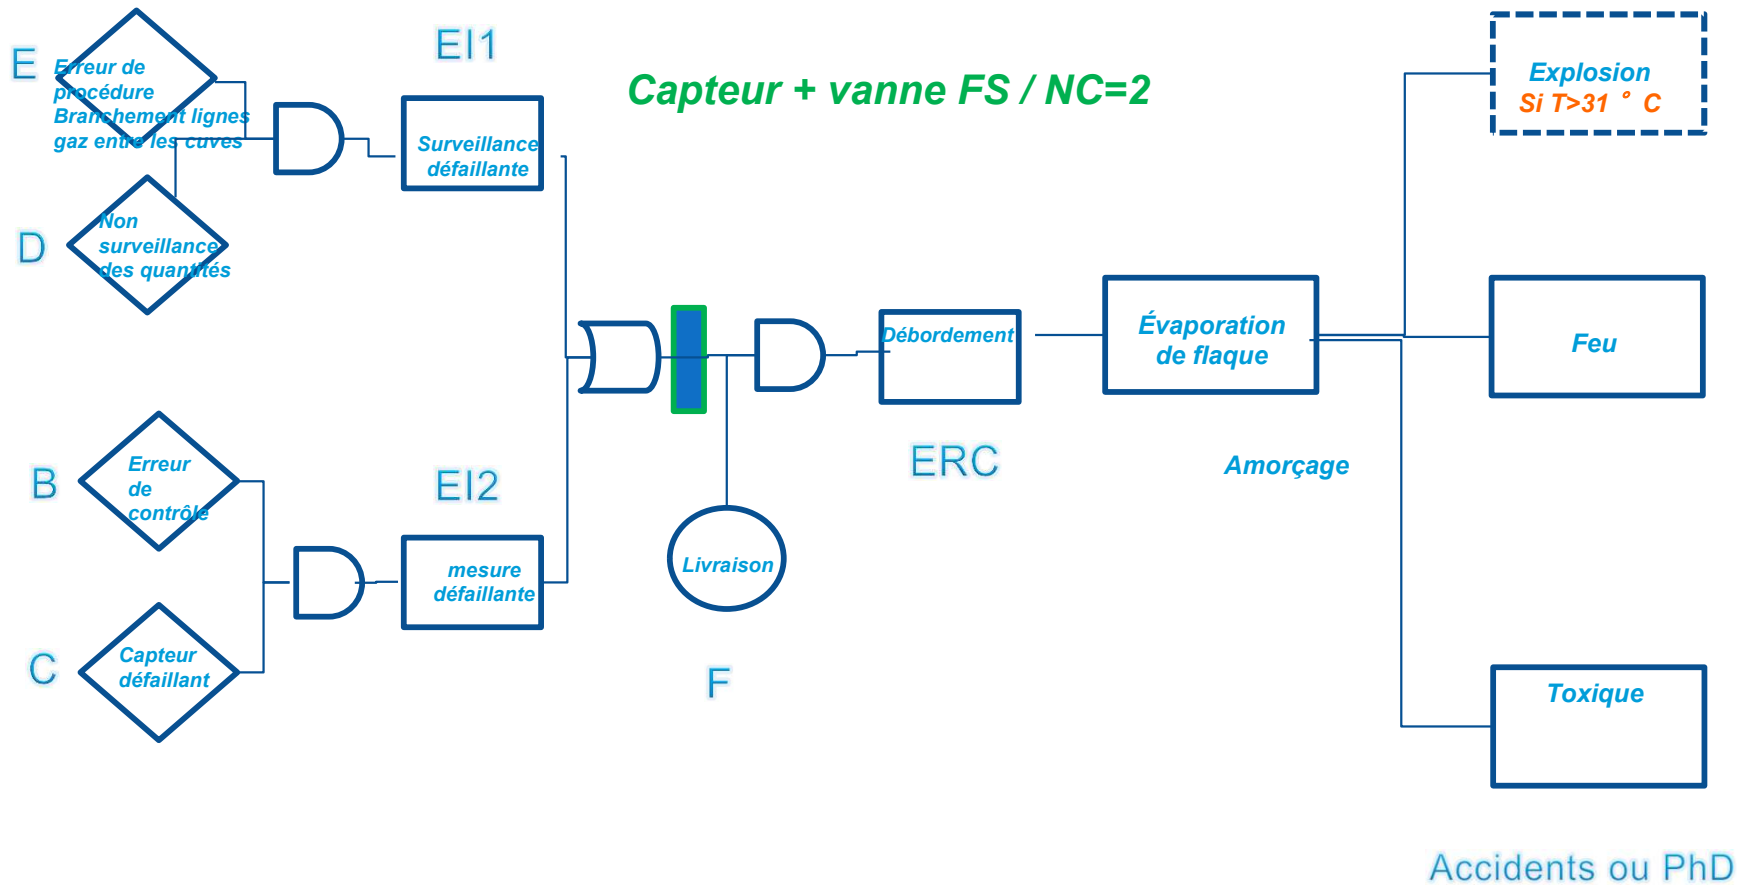 E
Erreur de
procédure
Branchement lignes
gaz entre les cuves
D
Non
surveillance
des quantités
EI1
Surveillance
défaillante
Capteur + vanne FS / NC=2
B
Erreur
de
contrôle
C
Capteur
défaillant
EI2
mesure
défaillante
Livraison
F
Débordement
ERC
Évaporation
de flaque
Amorçage
Explosion
Si T>31 ° C
Feu
Toxique
Accidents ou PhD